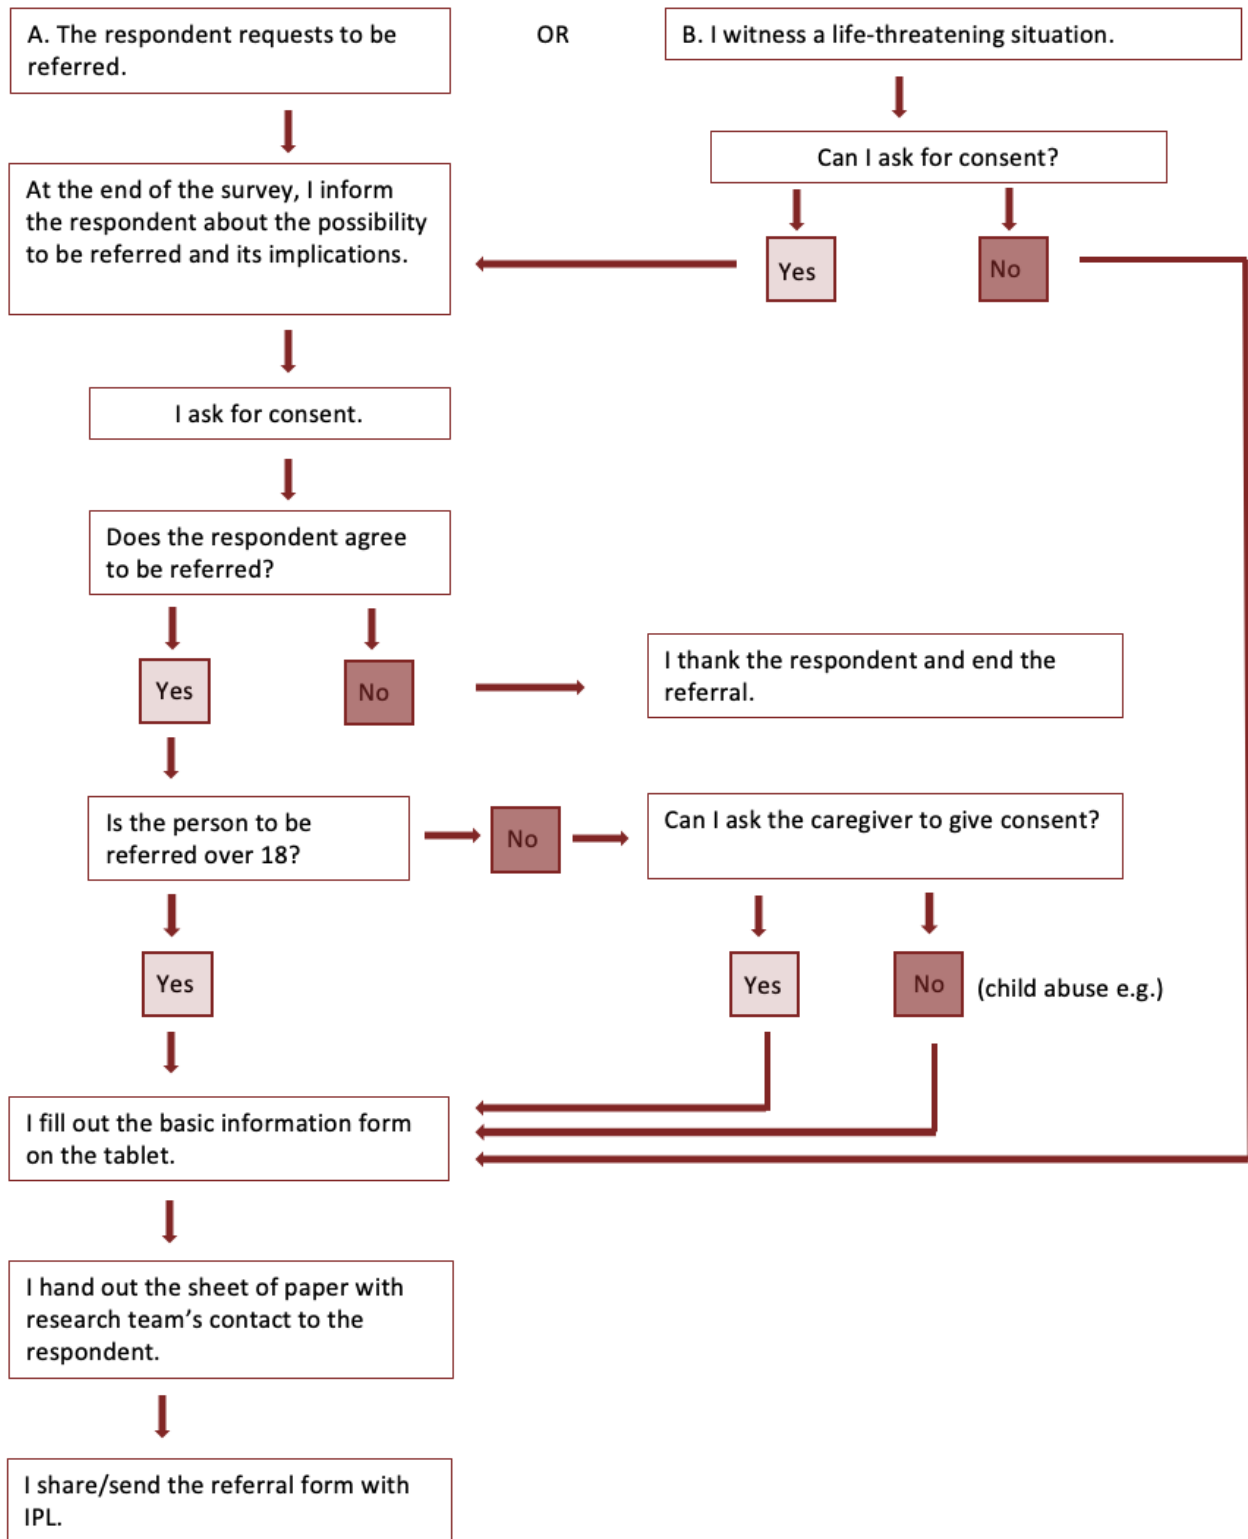 A. The respondent requests to be
referred.
OR
B. I witness a life-threatening situation.
Can I ask for consent?
At the end of the survey, I inform
the respondent about the possibility
to be referred and its implications.
Yes
No
I ask for consent.
Does the respondent agree
to be referred?
Yes
No
I thank the respondent and end the
referral.
Is the person to be
referred over 18?
No
Can I ask the caregiver to give consent?
Yes
Yes
No
(child abuse e.g.)
I fill out the basic information form
on the tablet.
I hand out the sheet of paper with
research team’s contact to the
respondent.
I share/send the referral form with
IPL.